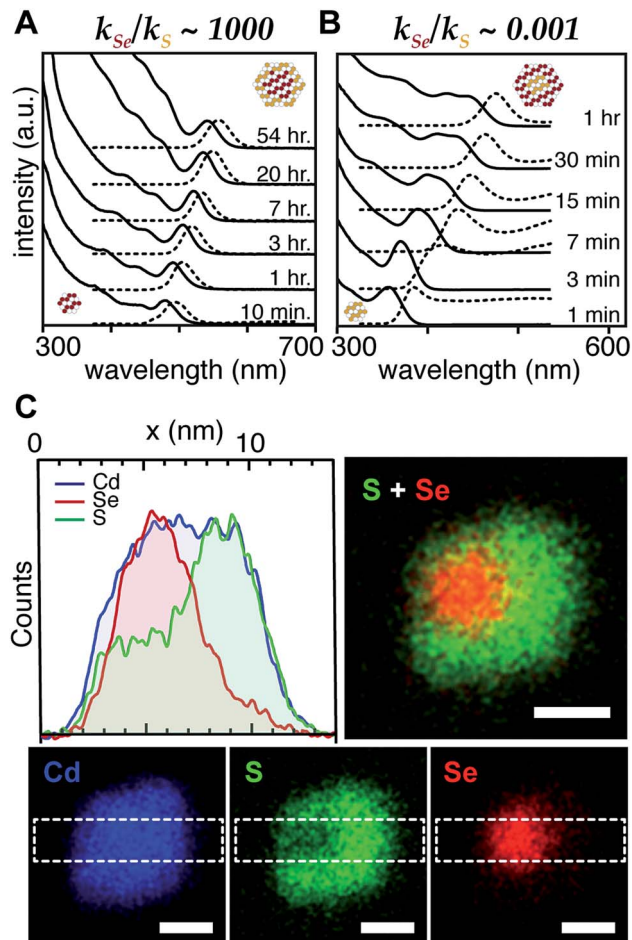 A
k_Se/k_S ~ 1000
54 hr.
20 hr.
7 hr.
3 hr.
1 hr.
10 min.
intensity (a.u.)
300 700
wavelength (nm)
B
k_Se/k_S ~ 0.001
1 hr
30 min
15 min
7 min
3 min
1 min
300 600
wavelength (nm)
C
x (nm)
0 10
Cd
Se
S
Counts
S + Se
Cd
S
Se